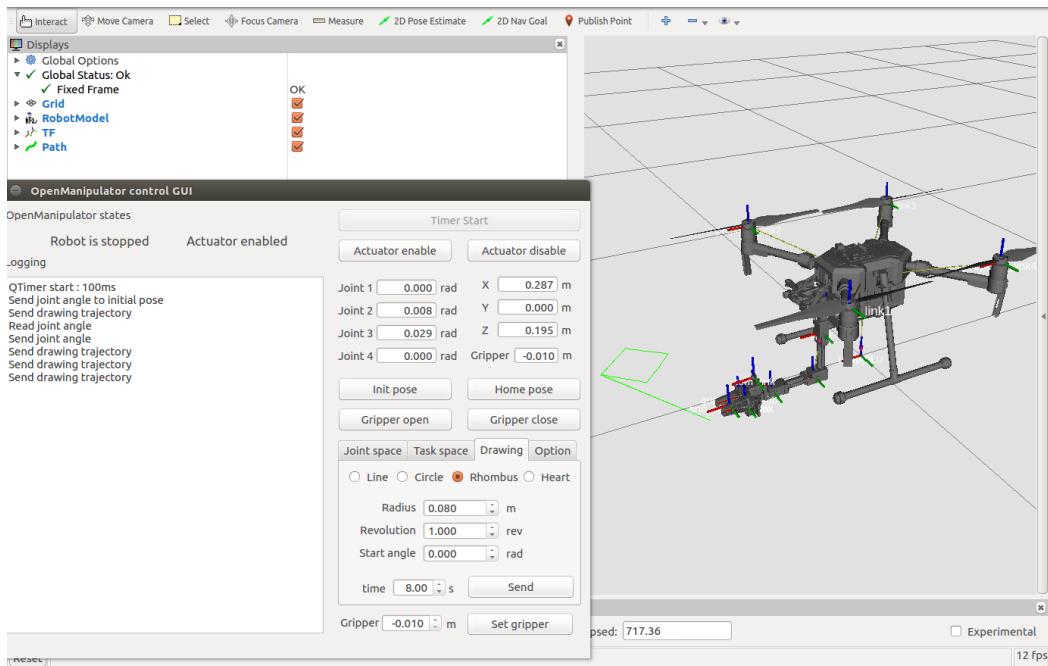 Interact Move Camera Select Focus Camera Measure 2D Pose Estimate 2D Nav Goal Publish Point
Displays
Global Options
Global Status: Ok
Fixed Frame OK
Grid
RobotModel
TF
Path
OpenManipulator control GUI
OpenManipulator states
Robot is stopped Actuator enabled
Logging
QTimer start : 100ms
Send joint angle to initial pose
Send drawing trajectory
Read joint angle
Send joint angle
Send drawing trajectory
Send drawing trajectory
Send drawing trajectory
Timer Start
Actuator enable Actuator disable
Joint 1 0.000 rad X 0.287 m
Joint 2 0.008 rad Y 0.000 m
Joint 3 0.029 rad Z 0.195 m
Joint 4 0.000 rad Gripper -0.010 m
Init pose Home pose
Gripper open Gripper close
Joint space Task space Drawing Option
Line Circle Rhombus Heart
Radius 0.080 m
Revolution 1.000 rev
Start angle 0.000 rad
time 8.00 s Send
Gripper -0.010 m Set gripper
link1
psed: 717.36 Experimental
Reset 12 fps